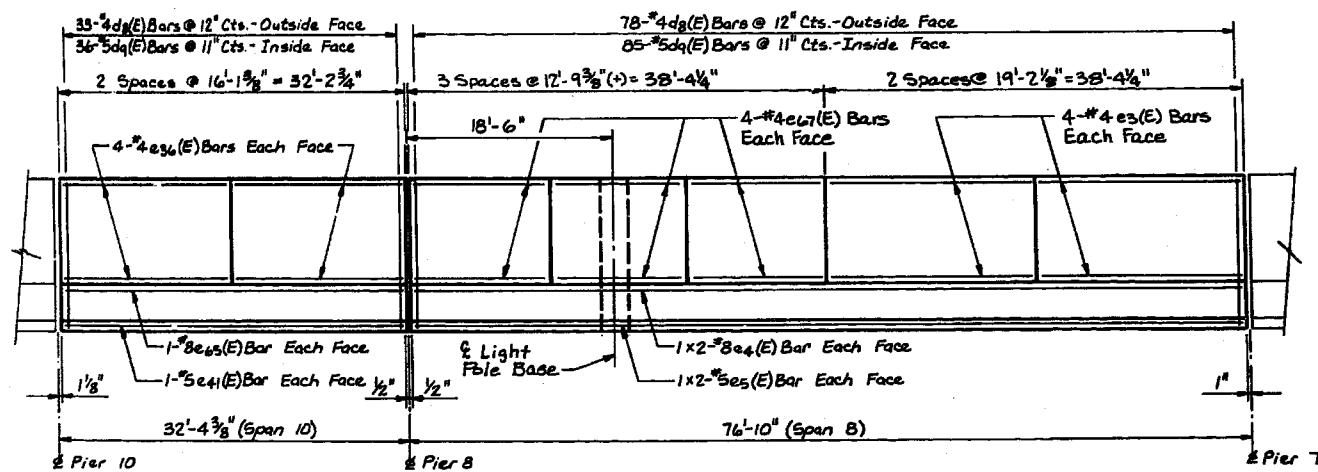 33-#4d8(E) Bars @ 12" Cts.-Outside Face
36-#5d9(E) Bars @ 11" Cts.-Inside Face
78-#4d8(E) Bars @ 12" Cts.-Outside Face
85-#5d9(E) Bars @ 11" Cts.-Inside Face
2 Spaces @ 16'-1 3/8" = 32'-2 3/4"
3 Spaces @ 12'-9 3/8"(+) = 38'-4 1/4"
2 Spaces @ 19'-2 1/8" = 38'-4 1/4"
18'-6"
4-#4e67(E) Bars
Each Face
4-#4e3(E) Bars
Each Face
4-#4e36(E) Bars Each Face
1-#8e65(E) Bar Each Face
1-#5e41(E) Bar Each Face
℄ Light
Pole Base
1x2-#8e4(E) Bar Each Face
1x2-#5e5(E) Bar Each Face
1 1/8"
1/2"
1/2"
1"
32'-4 3/8" (Span 10)
76'-10" (Span 8)
℄ Pier 10
℄ Pier 8
℄ Pier 7